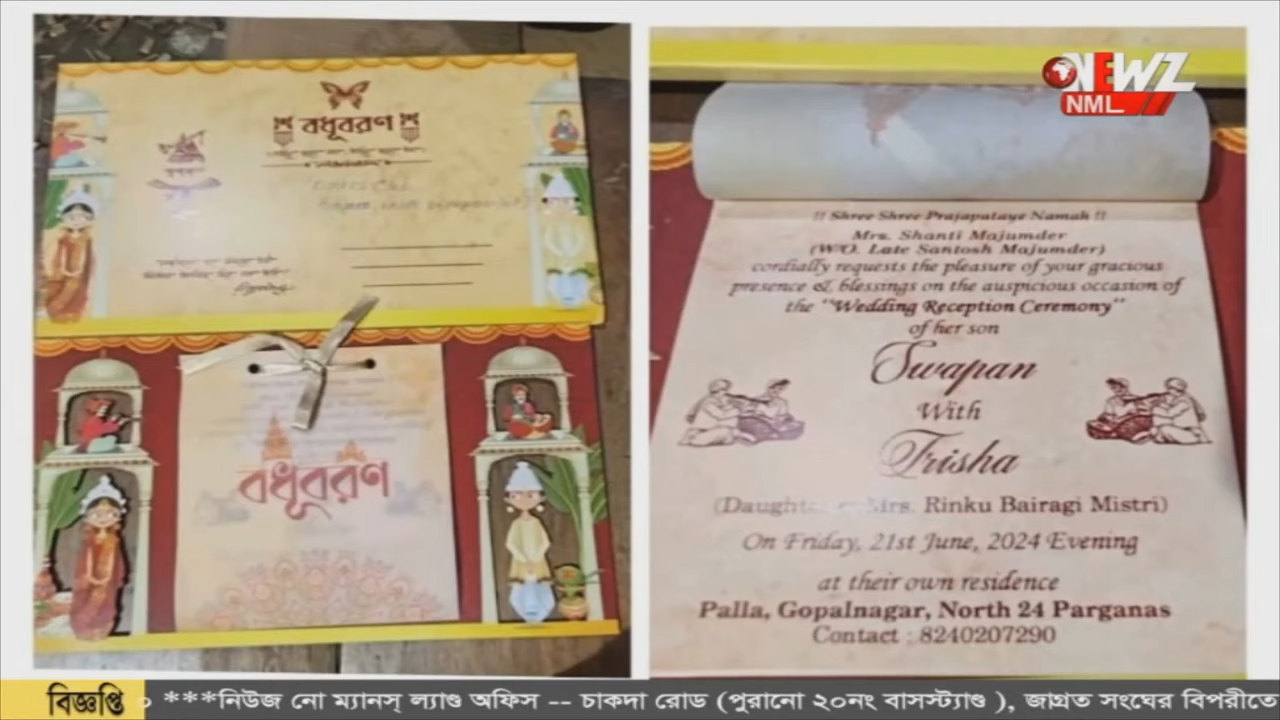 বধূবরণ
বধূবরণ
NEWZ
NML
!! Shree Shree Prajapataye Namah !!
Mrs. Shanti Majumder
(W/O. Late Santosh Majumder)
cordially requests the pleasure of your gracious
presence & blessings on the auspicious occasion of
the "Wedding Reception Ceremony"
of her son
Swapan
With
Trisha
Mrs. Rinku Bairagi Mistri)
On Friday, 21st June, 2024 Evening
at their own residence
Palla, Gopalnagar, North 24 Parganas
Contact : 8240207290
বিজ্ঞপ্তি
***নিউজ নো ম্যানস্ ল্যাণ্ড অফিস -- চাকদা রোড (পুরানো ২০নং বাসস্ট্যাণ্ড ), জাগ্রত সংঘের বিপরীতে